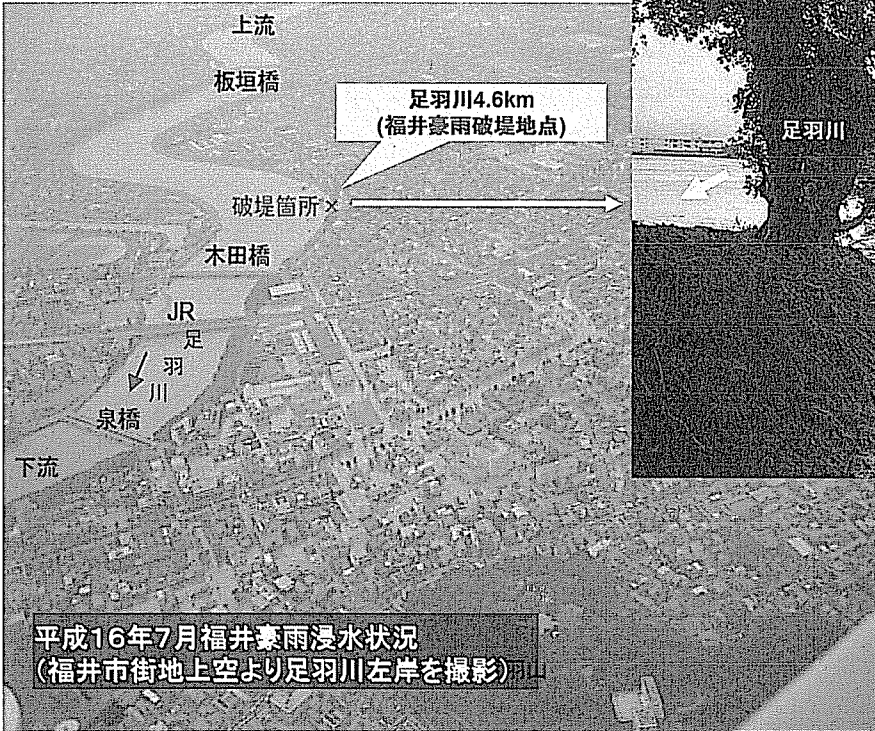 上流
板垣橋
足羽川4.6km
(福井豪雨破堤地点)
足羽川
破堤箇所×
木田橋
JR
足羽川
泉橋
下流
平成16年7月福井豪雨浸水状況
(福井市街地上空より足羽川左岸を撮影)
羽山